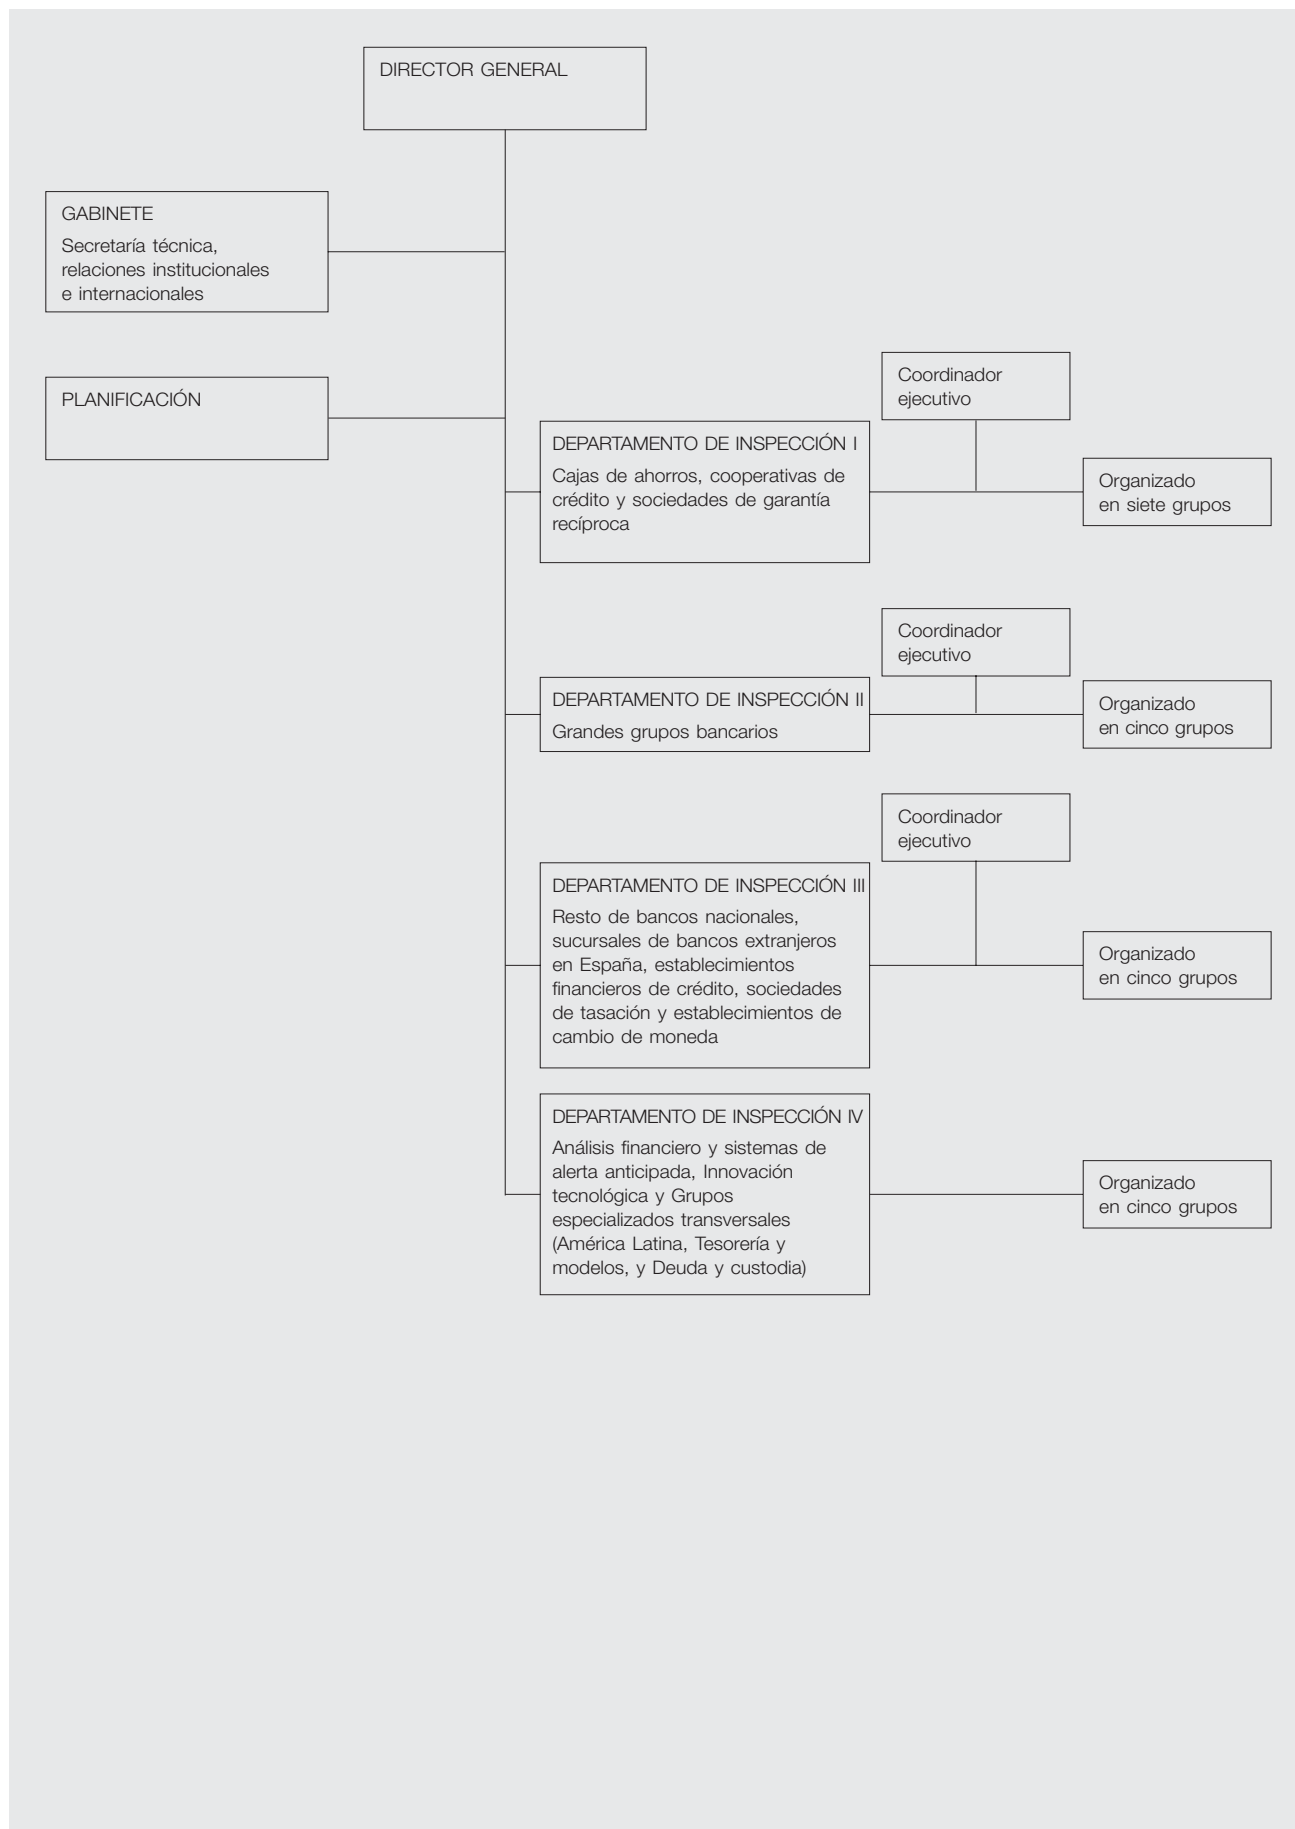 DIRECTOR GENERAL
GABINETE
Secretaría técnica,
relaciones institucionales
e internacionales
PLANIFICACIÓN
Coordinador
ejecutivo
DEPARTAMENTO DE INSPECCIÓN I
Cajas de ahorros, cooperativas de
crédito y sociedades de garantía
recíproca
Organizado
en siete grupos
Coordinador
ejecutivo
DEPARTAMENTO DE INSPECCIÓN II
Grandes grupos bancarios
Organizado
en cinco grupos
Coordinador
ejecutivo
DEPARTAMENTO DE INSPECCIÓN III
Resto de bancos nacionales,
sucursales de bancos extranjeros
en España, establecimientos
financieros de crédito, sociedades
de tasación y establecimientos de
cambio de moneda
Organizado
en cinco grupos
DEPARTAMENTO DE INSPECCIÓN IV
Análisis financiero y sistemas de
alerta anticipada, Innovación
tecnológica y Grupos
especializados transversales
(América Latina, Tesorería y
modelos, y Deuda y custodia)
Organizado
en cinco grupos